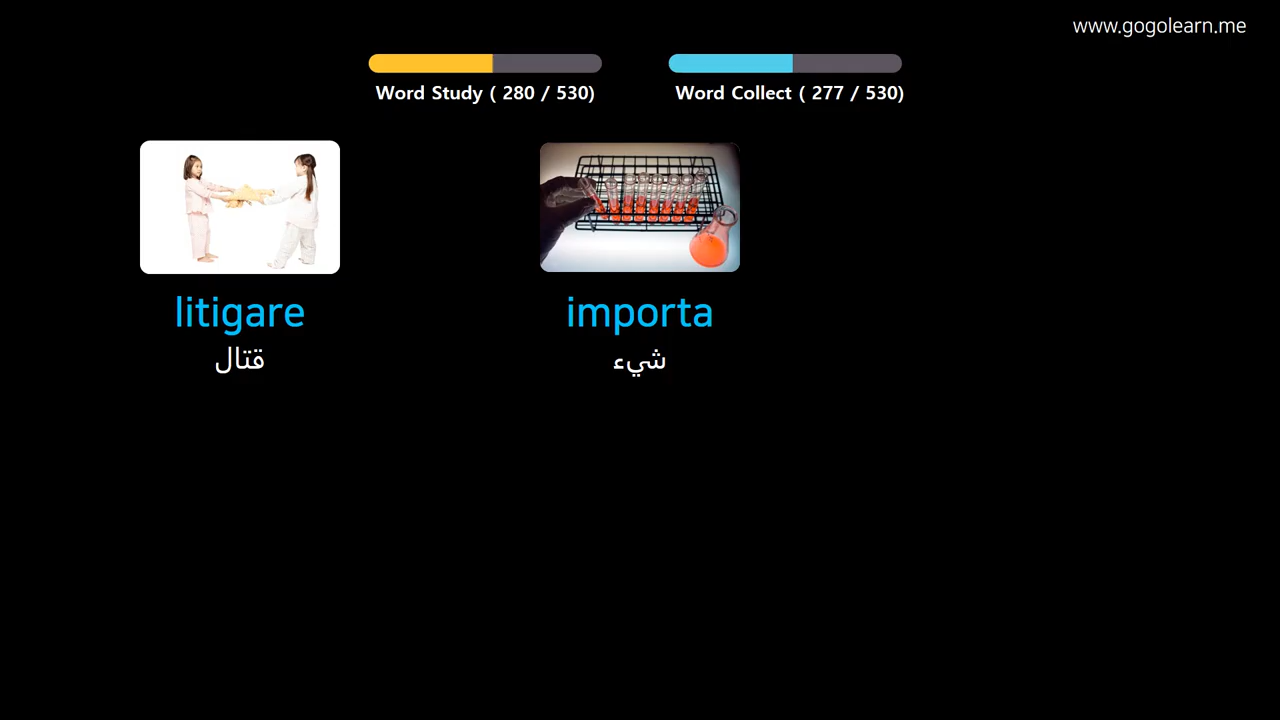 www.gogolearn.me
Word Study ( 280 / 530)
Word Collect ( 277 / 530)
litigare
قتال
importa
شيء